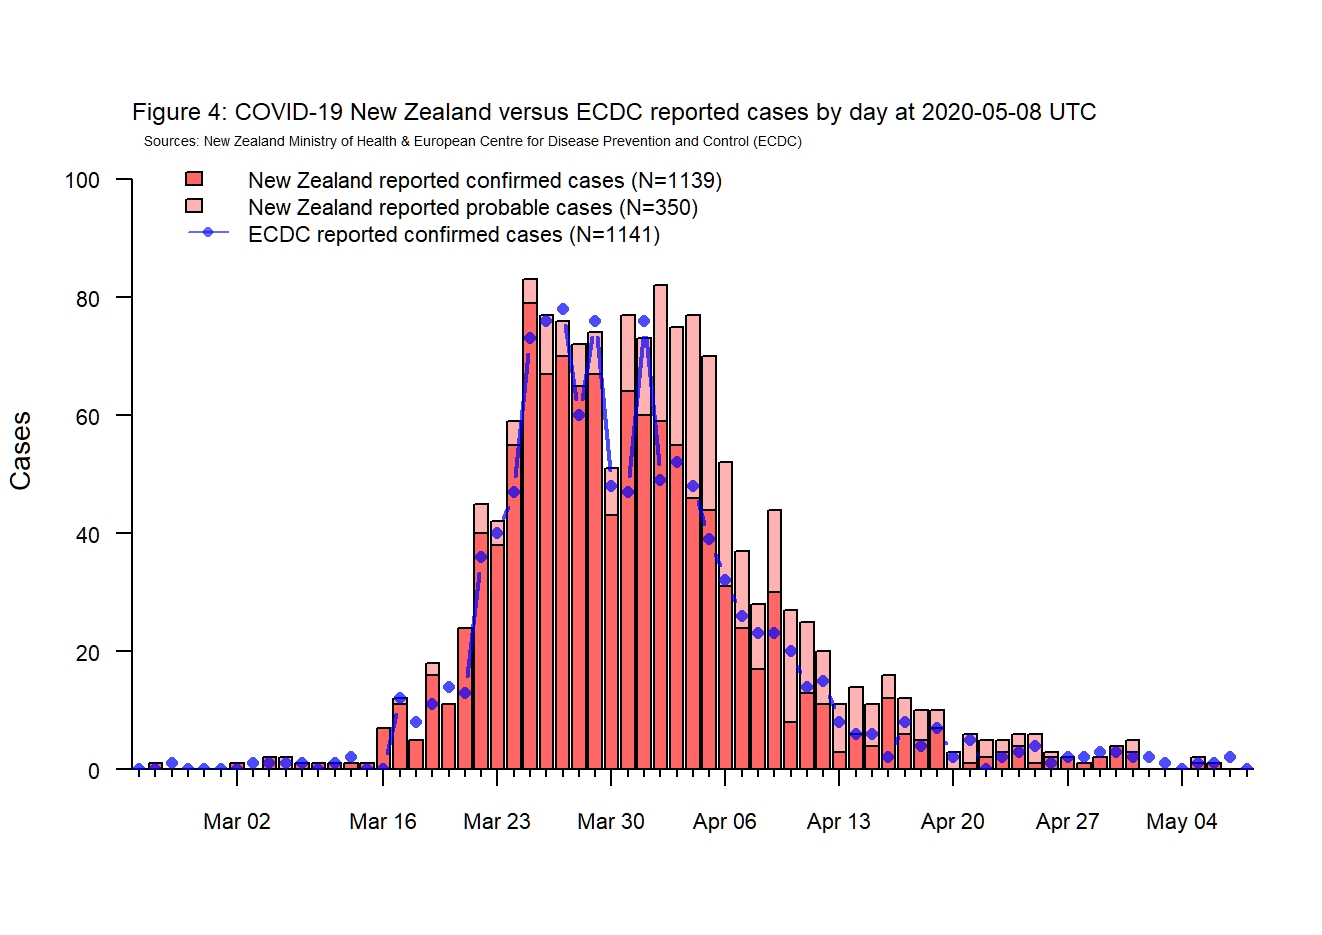 Figure 4: COVID-19 New Zealand versus ECDC reported cases by day at 2020-05-08 UTC
Sources: New Zealand Ministry of Health & European Centre for Disease Prevention and Control (ECDC)
New Zealand reported confirmed cases (N=1139)
New Zealand reported probable cases (N=350)
ECDC reported confirmed cases (N=1141)
Cases
100
80
60
40
20
0
Mar 02 Mar 16 Mar 23 Mar 30 Apr 06 Apr 13 Apr 20 Apr 27 May 04